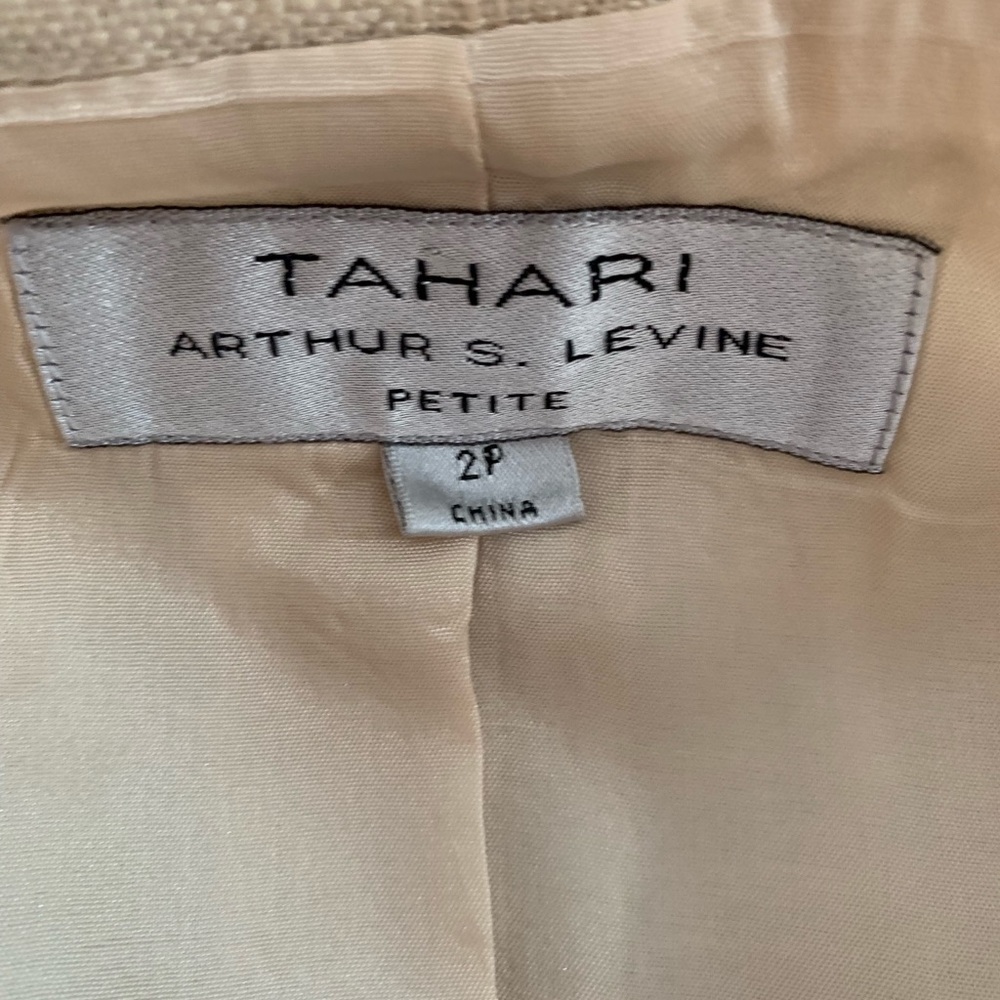 TAHARI
ARTHUR S. LEVINE
PETITE
2P
CHINA